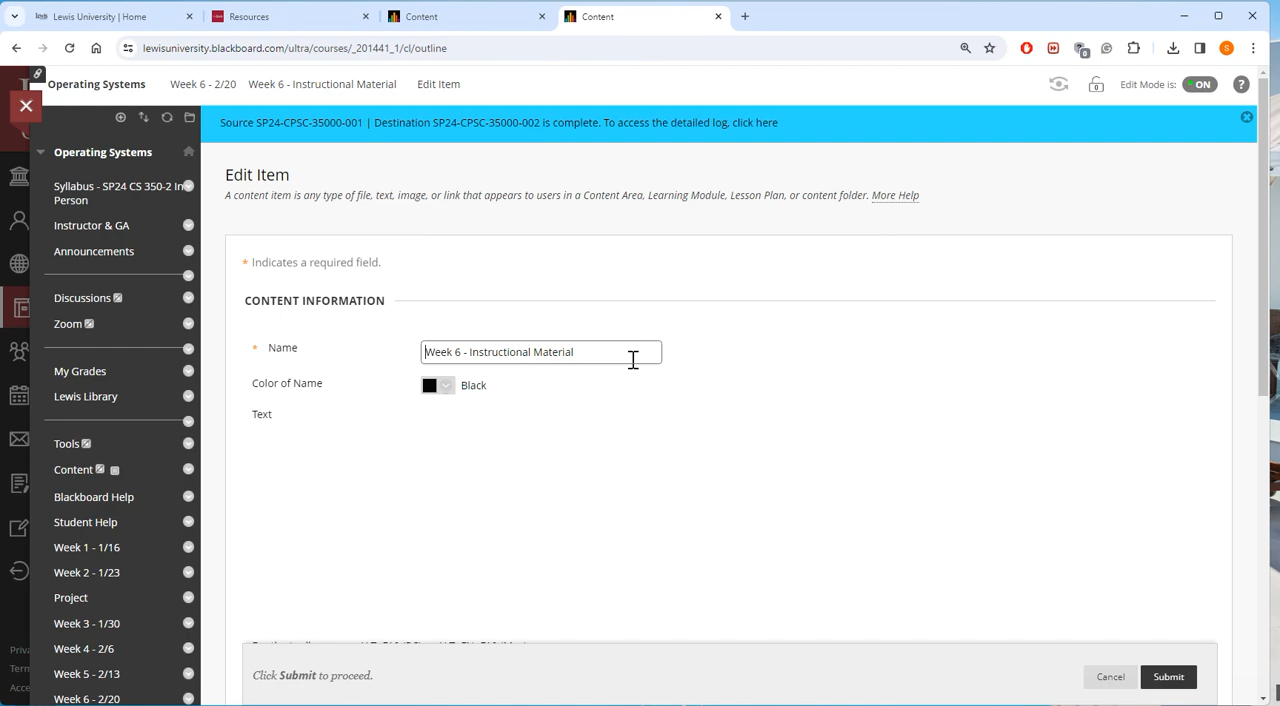 Lewis University | Home
Resources
Content
Content
lewisuniversity.blackboard.com/ultra/courses/_201441_1/cl/outline
Operating Systems
Week 6 - 2/20
Week 6 - Instructional Material
Edit Item
Edit Mode is: ON
Source SP24-CPSC-35000-001 | Destination SP24-CPSC-35000-002 is complete. To access the detailed log, click here
Operating Systems
Syllabus - SP24 CS 350-2 In
Person
Instructor & GA
Announcements
Discussions
Zoom
My Grades
Lewis Library
Tools
Content
Blackboard Help
Student Help
Week 1 - 1/16
Week 2 - 1/23
Project
Week 3 - 1/30
Week 4 - 2/6
Week 5 - 2/13
Week 6 - 2/20
Priva
Term
Acce
Edit Item
A content item is any type of file, text, image, or link that appears to users in a Content Area, Learning Module, Lesson Plan, or content folder. More Help
* Indicates a required field.
CONTENT INFORMATION
* Name
Week 6 - Instructional Material
Color of Name
Black
Text
Click Submit to proceed.
Cancel
Submit